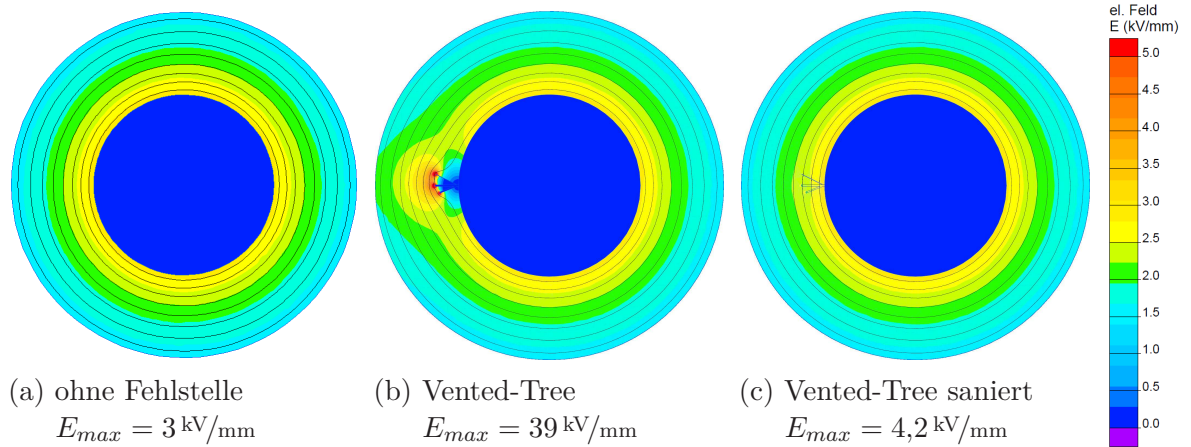 el. Feld
E (kV/mm)
5.0
4.5
4.0
3.5
3.0
2.5
2.0
1.5
1.0
0.5
0.0
(a) ohne Fehlstelle
E_max = 3 kV/mm
(b) Vented-Tree
E_max = 39 kV/mm
(c) Vented-Tree saniert
E_max = 4,2 kV/mm